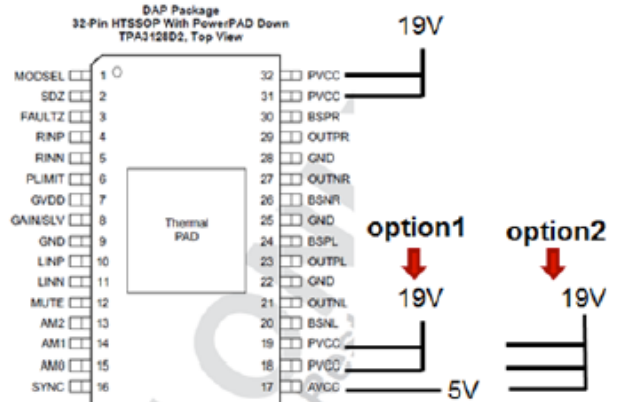 DAP Package
32-Pin HTSSOP With PowerPAD Down
TPA3128D2, Top View
19V
MODSEL 1 32 PVCC
SDZ 2 31 PVCC
FAULTZ 3 30 BSPR
RINP 4 29 OUTPR
RINN 5 28 GND
PLIMIT 6 27 OUTNR
GVDD 7 26 BSNR
GAIN/SLV 8 25 GND
GND 9 24 BSPL
LINP 10 23 OUTPL
LINN 11 22 GND
MUTE 12 21 OUTNL
AM2 13 20 BSNL
AM1 14 19 PVCC
AM0 15 18 PVCC
SYNC 16 17 AVCC
Thermal
PAD
option1 option2
19V 19V
5V